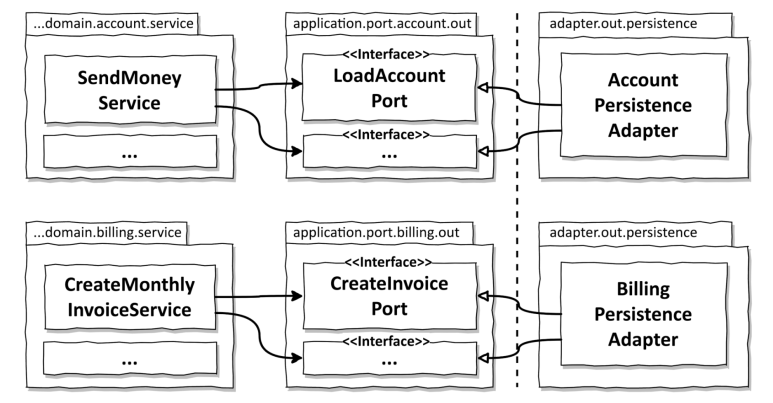 ...domain.account.service
application.port.account.out
adapter.out.persistence
SendMoney
Service
...
<<Interface>>
LoadAccount
Port
<<Interface>>
...
Account
Persistence
Adapter
...domain.billing.service
application.port.billing.out
adapter.out.persistence
CreateMonthly
InvoiceService
...
<<Interface>>
CreateInvoice
Port
<<Interface>>
...
Billing
Persistence
Adapter